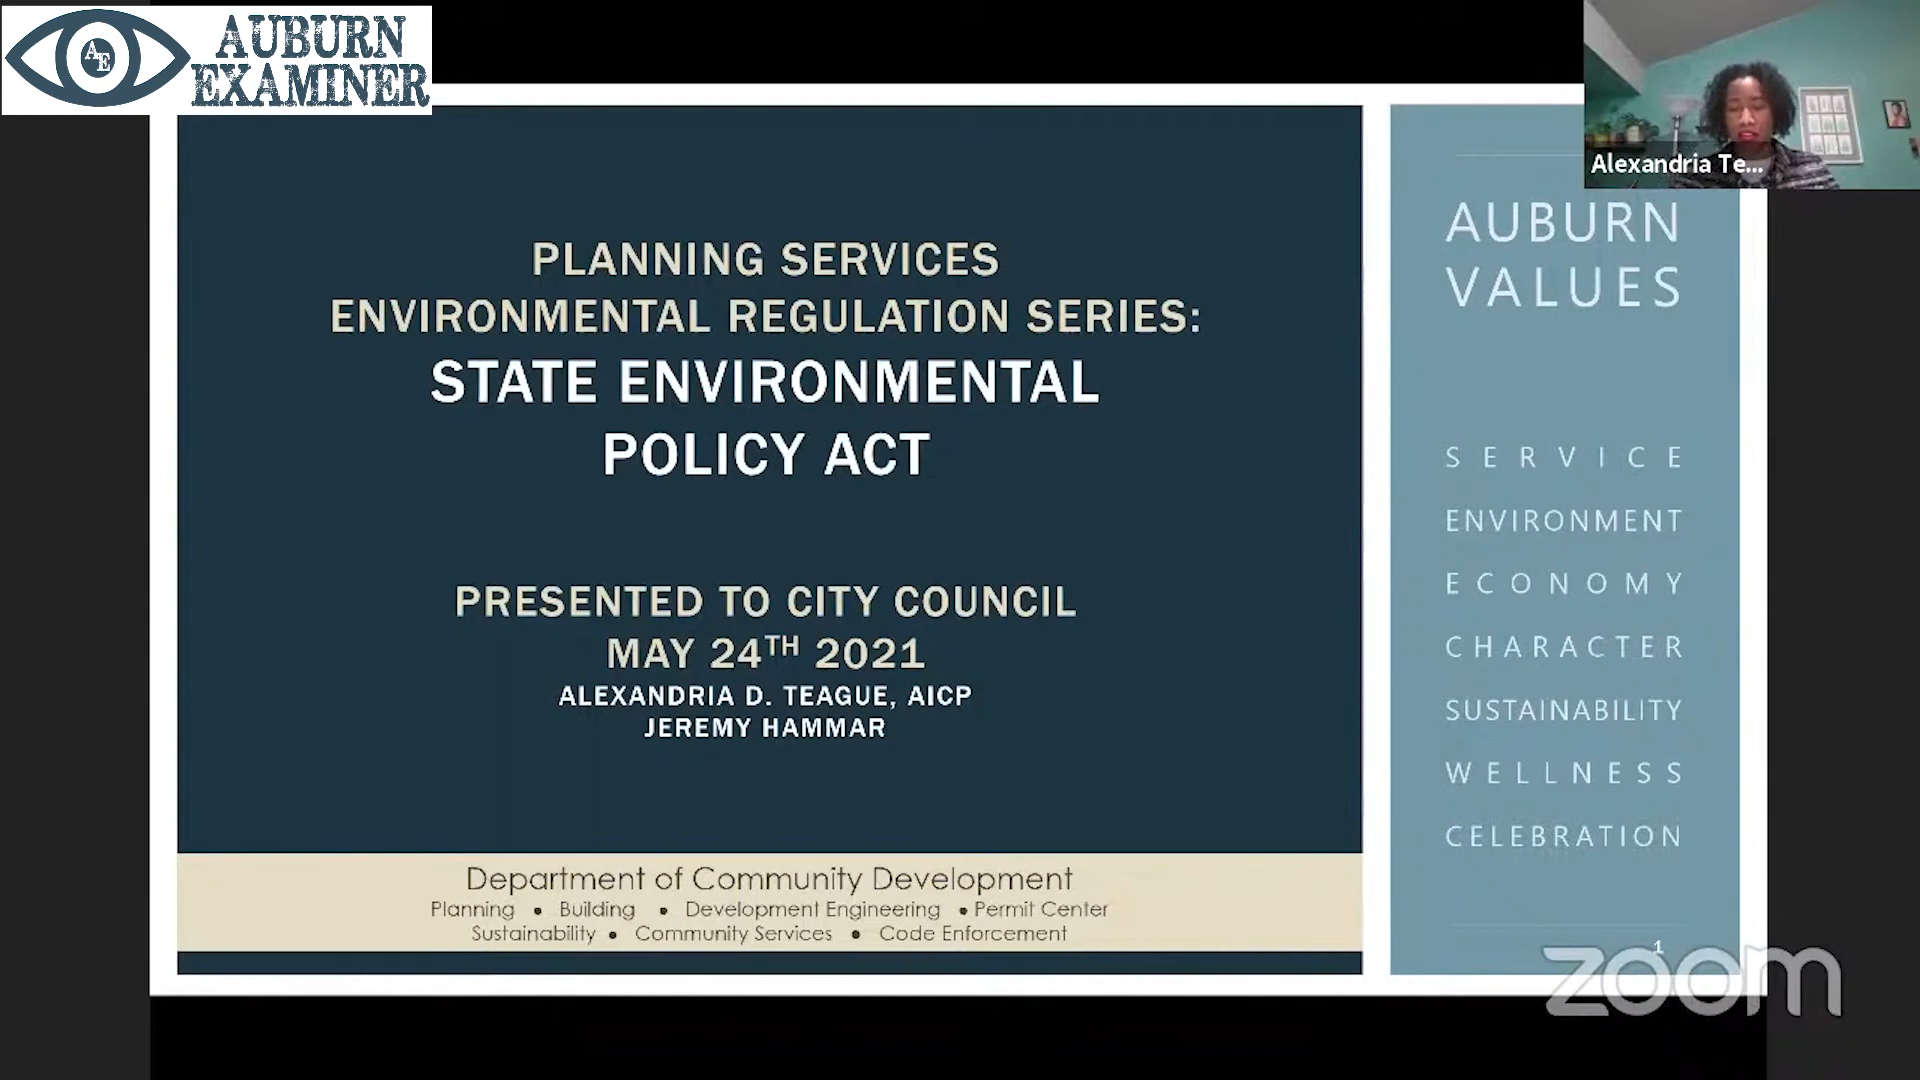 AE
AUBURN
EXAMINER
Alexandria Te...
PLANNING SERVICES
ENVIRONMENTAL REGULATION SERIES:
STATE ENVIRONMENTAL
POLICY ACT
PRESENTED TO CITY COUNCIL
MAY 24TH 2021
ALEXANDRIA D. TEAGUE, AICP
JEREMY HAMMAR
Department of Community Development
Planning • Building • Development Engineering • Permit Center
Sustainability • Community Services • Code Enforcement
AUBURN
VALUES
SERVICE
ENVIRONMENT
ECONOMY
CHARACTER
SUSTAINABILITY
WELLNESS
CELEBRATION
1
zoom